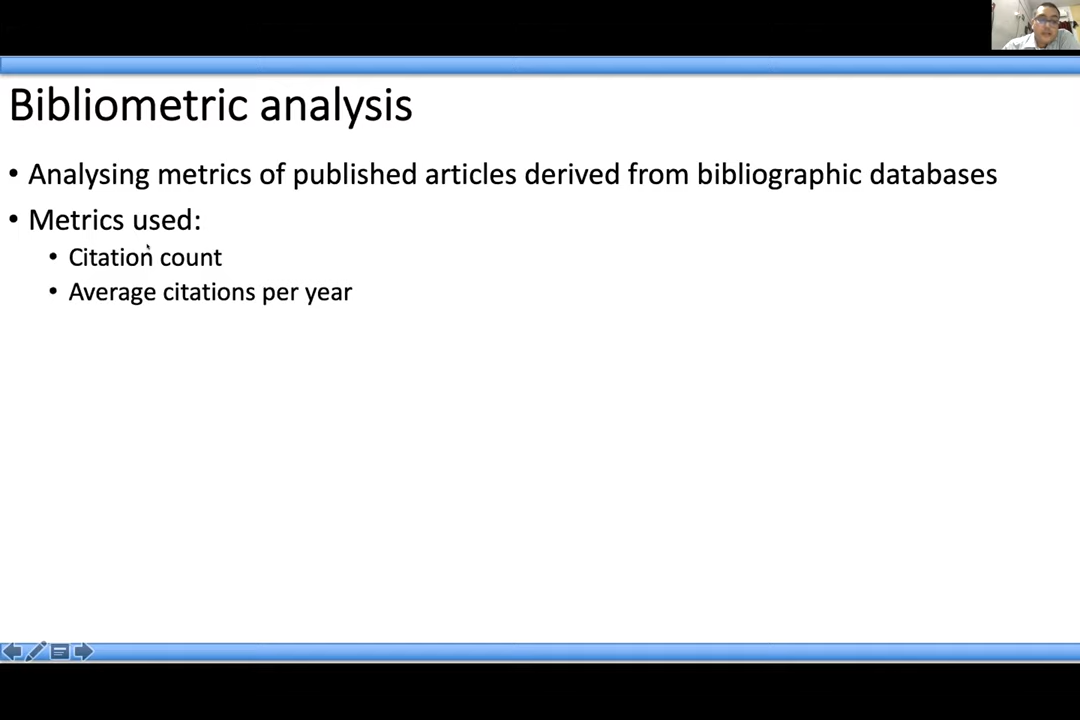 Bibliometric analysis
• Analysing metrics of published articles derived from bibliographic databases
• Metrics used:
• Citation count
• Average citations per year